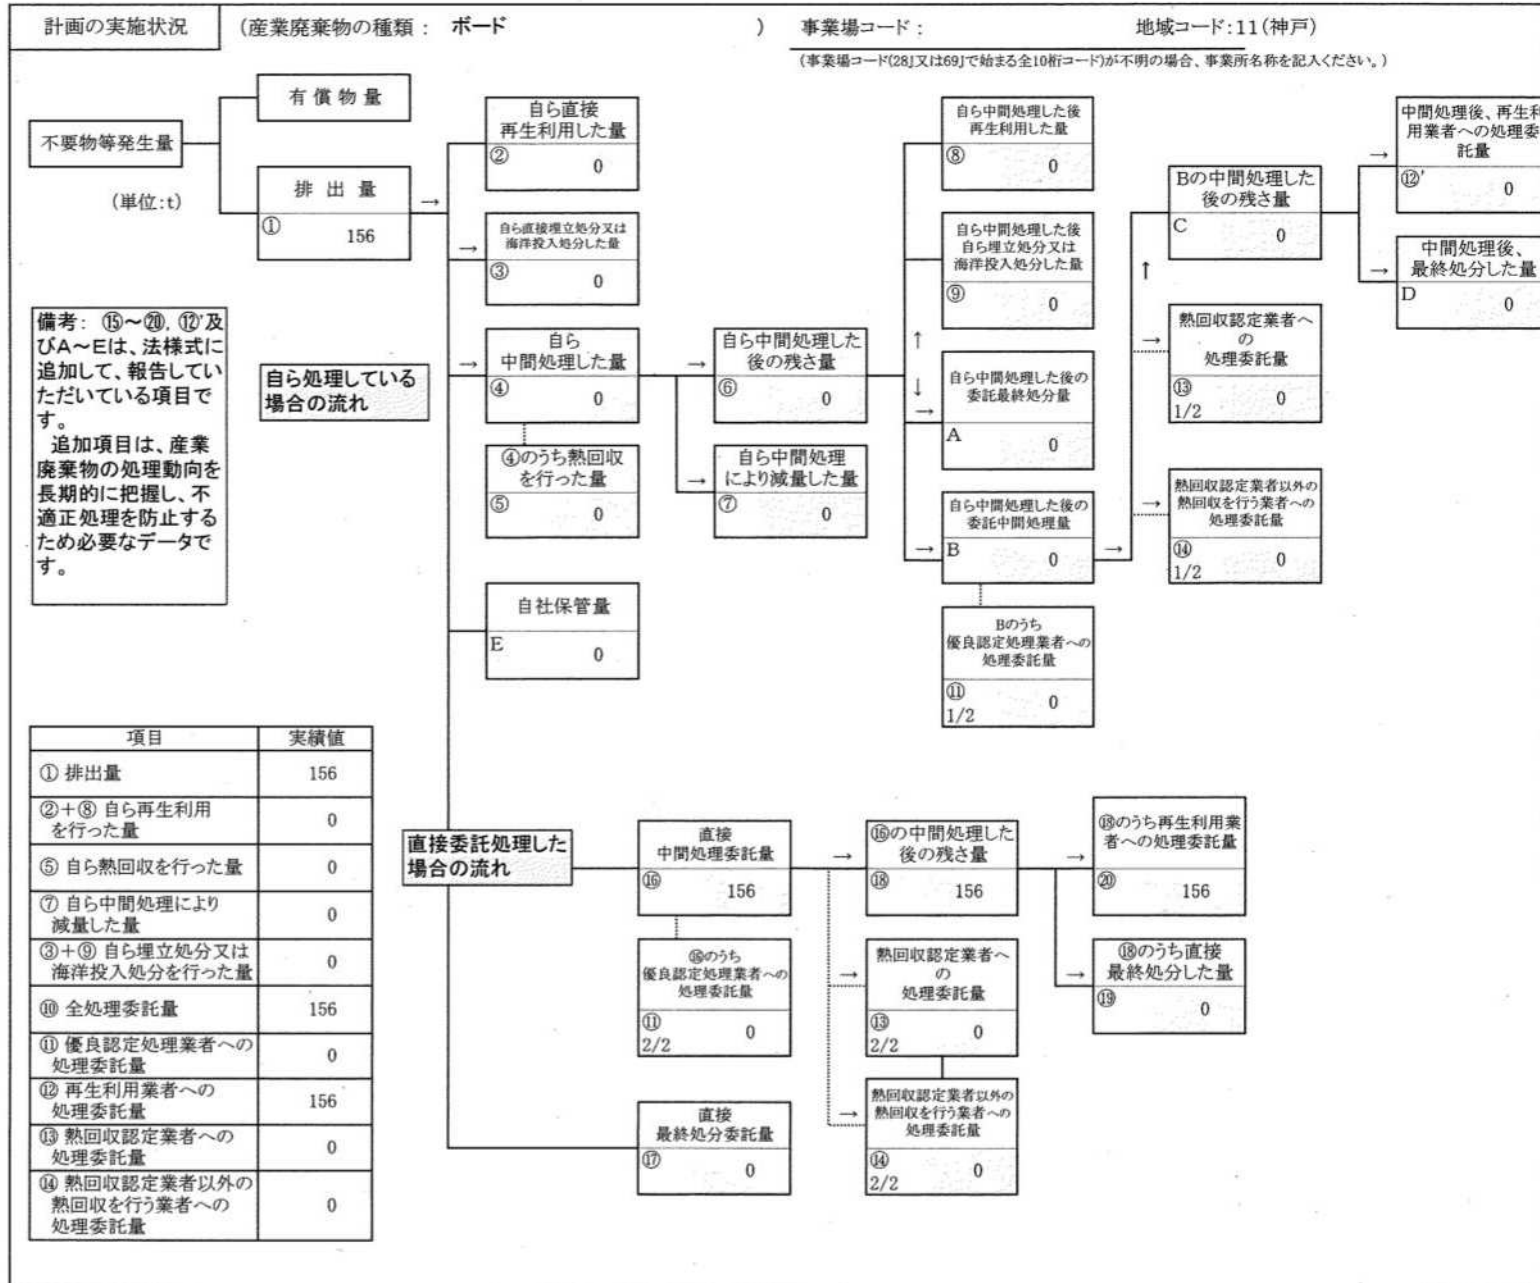 計画の実施状況 (産業廃棄物の種類： ボード ) 事業場コード： 地域コード：11(神戸)
(事業場コード(28｣又は69｣で始まる全10桁コード)が不明の場合、事業所名称を記入ください。)
不要物等発生量
(単位：t)
有償物量
排出量
① 156
→
自ら直接
再生利用した量
② 0
→
自ら直接埋立処分又は
海洋投入処分した量
③ 0
→
自ら
中間処理した量
④ 0
④のうち熱回収
を行った量
⑤ 0
→
自ら中間処理した
後の残さ量
⑥ 0
→
自ら中間処理
により減量した量
⑦ 0
自社保管量
E 0
自ら中間処理した後
再生利用した量
⑧ 0
自ら中間処理した後
自ら埋立処分又は
海洋投入処分した量
⑨ 0
↑
↓
→
自ら中間処理した後の
委託最終処分量
A 0
→
自ら中間処理した後の
委託中間処理量
B 0
→
Bのうち
優良認定処理業者への
処理委託量
⑪ 0
1/2
↑
Bの中間処理した
後の残さ量
C 0
→
熱回収認定業者へ
の
処理委託量
⑬ 0
1/2
→
熱回収認定業者以外の
熱回収を行う業者への
処理委託量
⑭ 0
1/2
→
中間処理後、再生利
用業者への処理委
託量
⑫' 0
→
中間処理後、
最終処分した量
D 0
備考： ⑮～⑳, ⑫'及
びA～Eは、法様式に
追加して、報告してい
ただいている項目で
す。
追加項目は、産業
廃棄物の処理動向を
長期的に把握し、不
適正処理を防止する
ため必要なデータで
す。
自ら処理している
場合の流れ
項目 実績値
① 排出量 156
②+⑧ 自ら再生利用
を行った量 0
⑤ 自ら熱回収を行った量 0
⑦ 自ら中間処理により
減量した量 0
③+⑨ 自ら埋立処分又は
海洋投入処分を行った量 0
⑩ 全処理委託量 156
⑪ 優良認定処理業者への
処理委託量 0
⑫ 再生利用業者への
処理委託量 156
⑬ 熱回収認定業者への
処理委託量 0
⑭ 熱回収認定業者以外の
熱回収を行う業者への
処理委託量 0
直接委託処理した
場合の流れ
直接
中間処理委託量
⑯ 156
→
⑯のうち
優良認定処理業者への
処理委託量
⑪ 0
2/2
直接
最終処分委託量
⑰ 0
⑯の中間処理した
後の残さ量
⑱ 156
→
→
熱回収認定業者へ
の
処理委託量
⑬ 0
2/2
→
熱回収認定業者以外の
熱回収を行う業者への
処理委託量
⑭ 0
2/2
⑱のうち再生利用業
者への処理委託量
⑳ 156
→
⑱のうち直接
最終処分した量
⑲ 0